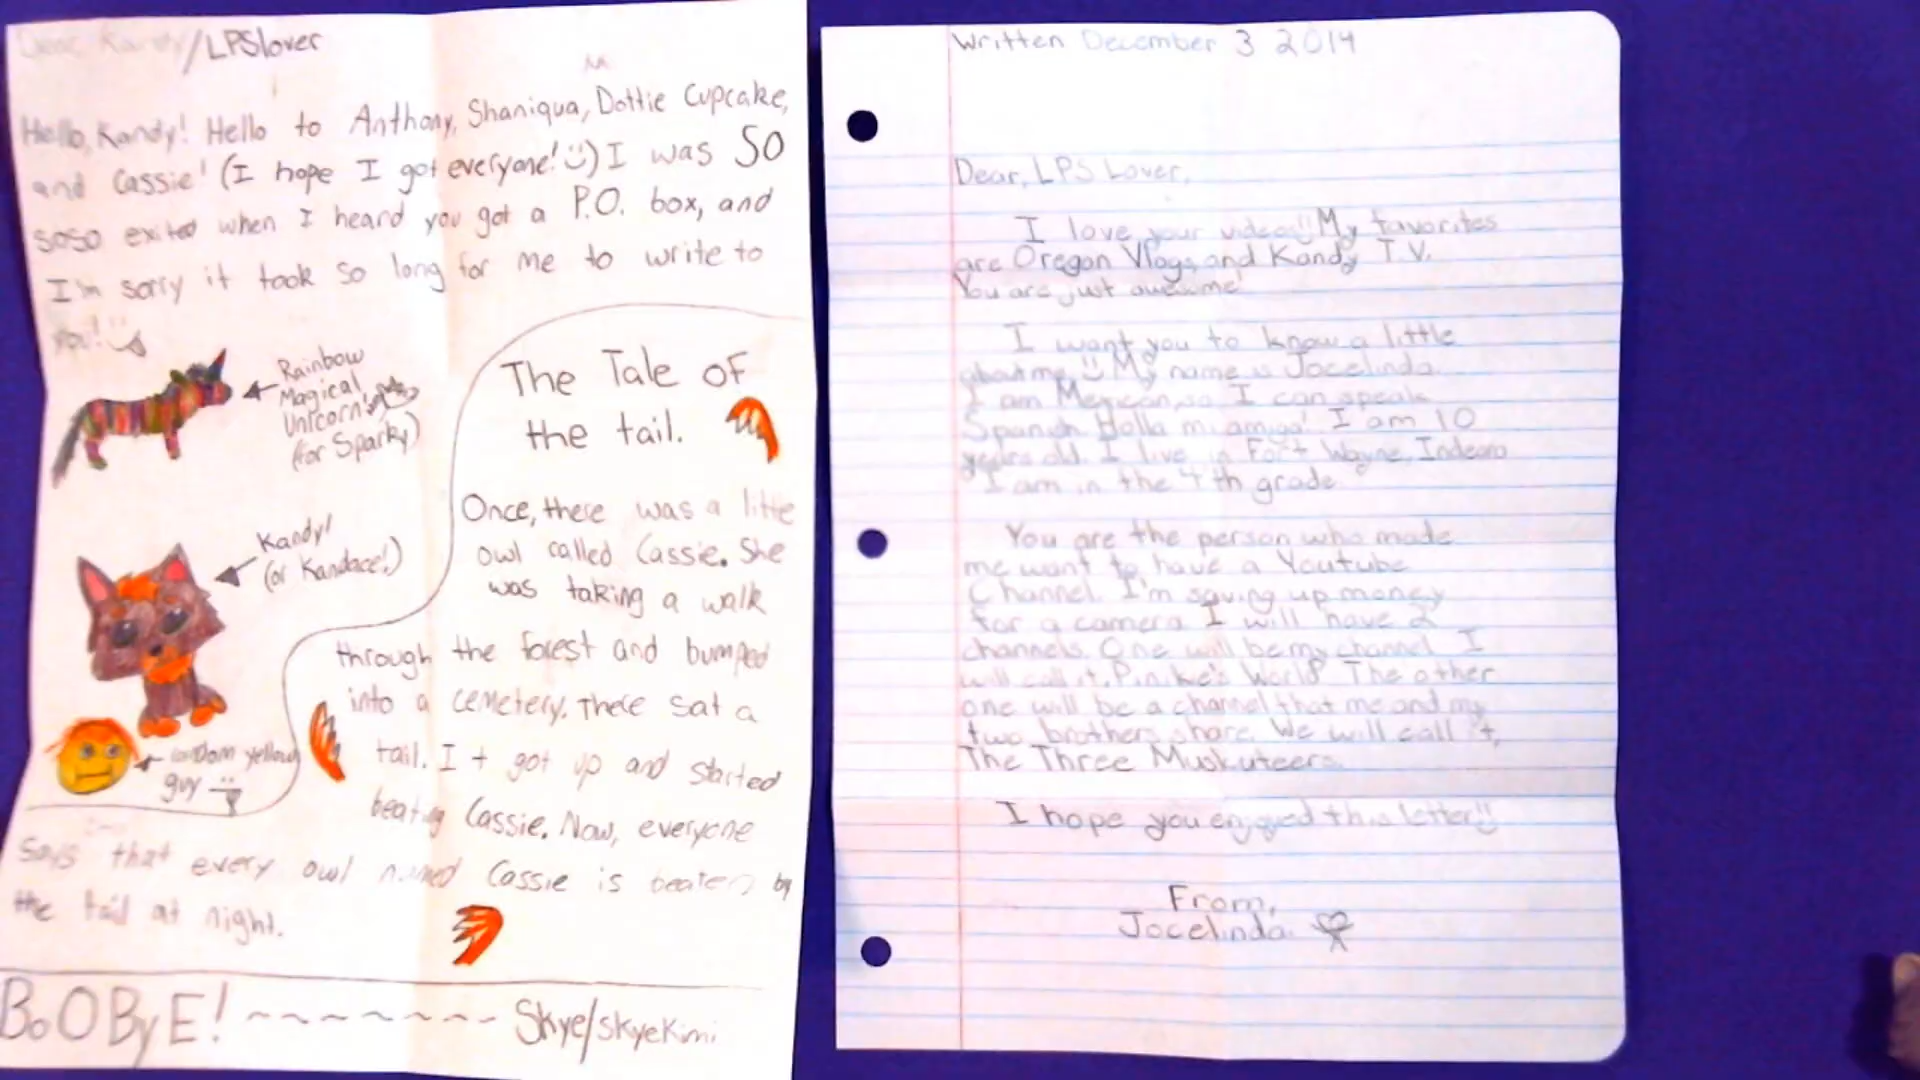 Dear, Kandy/LPSlover
Hello, Kandy! Hello to Anthony, Shaniqua, Dottie Cupcake,
and Cassie! (I hope I got everyone! :)) I was SO
soso exited when I heard you got a P.O. box, and
I'm sorry it took so long for me to write to
you!
Rainbow
Magical
Unicorn!
(for Sparky)
Kandy!
(or Kandace!)
random yellow
guy
The Tale of
the tail.
Once, there was a little
owl called Cassie. She
was taking a walk
through the forest and bumped
into a cemetery. There sat a
tail. It got up and started
beating Cassie. Now, everyone
says that every owl named Cassie is beaten by
the tail at night.
BoOByE! ~ ~ ~ ~ ~ ~ ~ Skye/skyekimi
Written December 3 2014
Dear, LPS Lover,
I love your videos!! My favorites
are Oregon Vlogs, and Kandy T.V.
You are just awesome!
I want you to know a little
about me. My name is Jocelinda.
I am Mexican, so I can speak
Spanish. Holla mi amiga! I am 10
years old. I live in Fort Wayne, Indeana
I am in the 4th grade.
You are the person who made
me want to have a Youtube
Channel. I'm saving up money
for a camera. I will have 2
channels. One will be my channel. I
will call it, Pinkie's World. The other
one will be a channel that me and my
two brothers share. We will call it,
The Three Muskuteers.
I hope you enjoyed this letter!!
From,
Jocelinda.